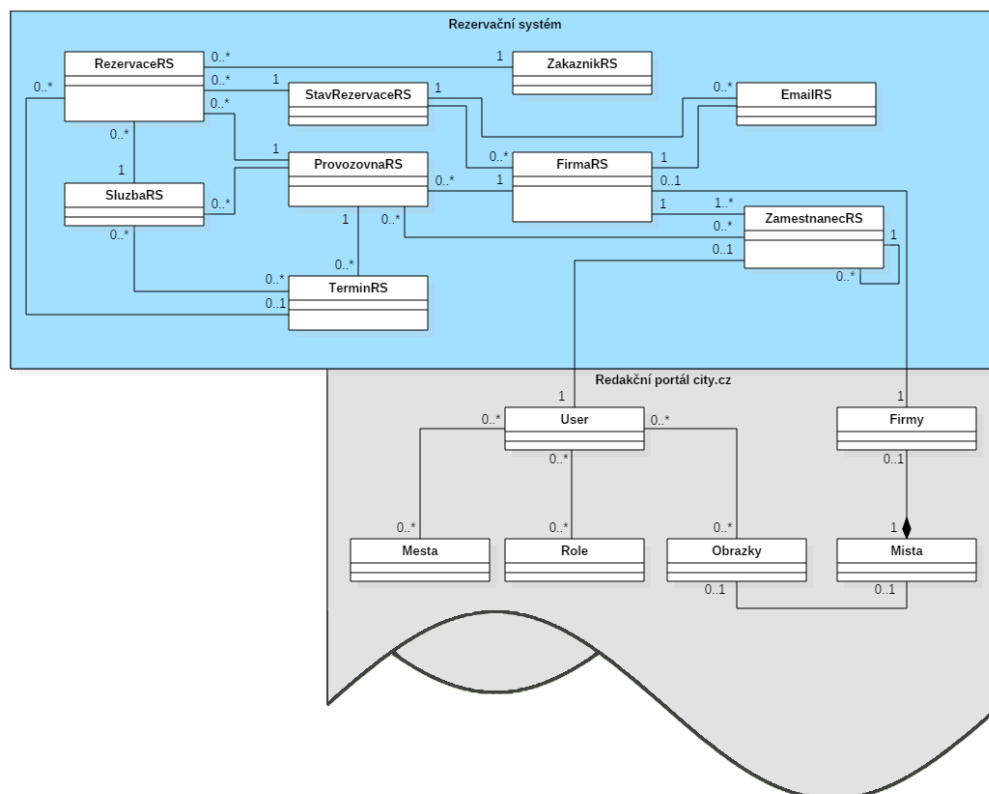 Rezervační systém
RezervaceRS
0..*
1
ZakaznikRS
0..*
0..*
1
StavRezervaceRS
1
0..*
EmailRS
0..*
0..*
1
ProvozovnaRS
0..*
1
0..*
FirmaRS
1
0..1
1
SluzbaRS
0..*
0..*
1
0..*
1
1..*
0..*
0..1
ZamestnanecRS
1
0..*
0..*
0..*
0..1
TerminRS
Redakční portál city.cz
1
1
0..*
User
0..*
Firmy
0..*
0..1
0..*
0..*
0..*
1
Mesta
Role
Obrazky
Mista
0..1
0..1